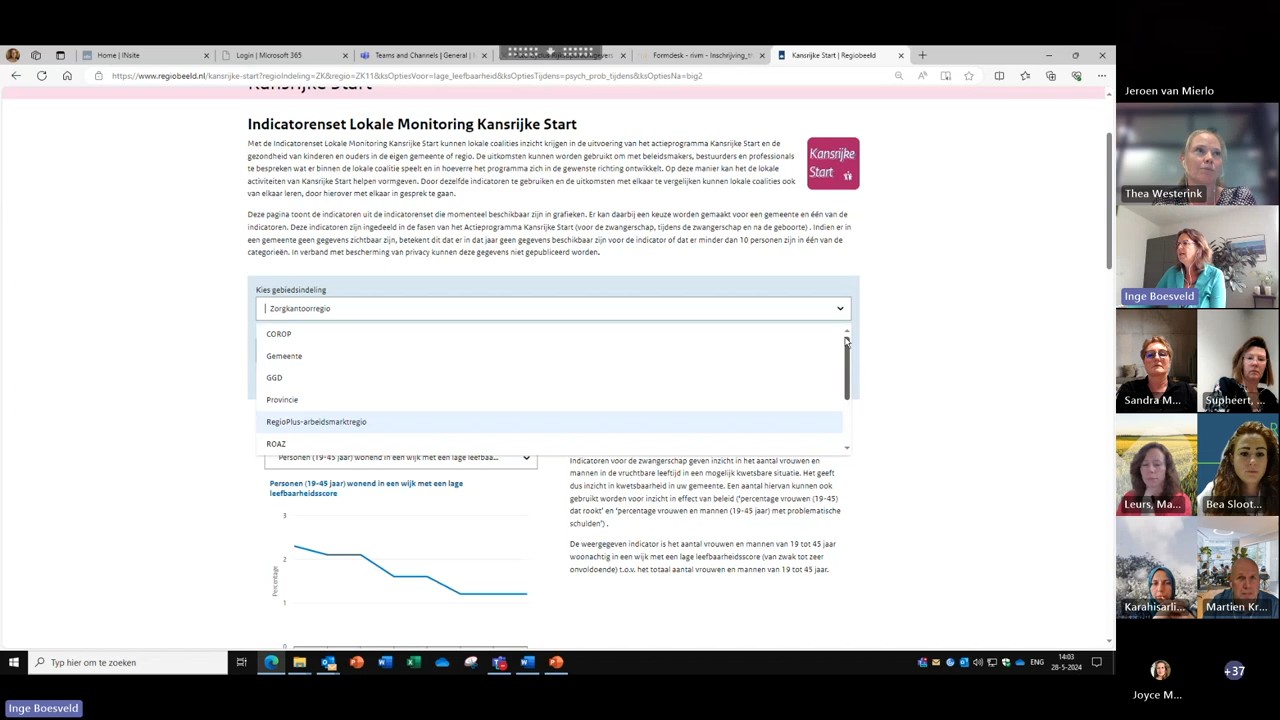 Home | INsite
Login | Microsoft 365
Teams and Channels | General |
Formdesk - rivm - Inschrijving_t
Kansrijke Start | Regiobeeld
https://www.regiobeeld.nl/kansrijke-start?regioIndeling=ZK&regio=ZK11&ksOptiesVoor=lage_leefbaarheid&ksOptiesTijdens=psych_prob_tijdens&ksOptiesNa=big2
Kansrijke Start
Indicatorenset Lokale Monitoring Kansrijke Start
Met de Indicatorenset Lokale Monitoring Kansrijke Start kunnen lokale coalities inzicht krijgen in de uitvoering van het actieprogramma Kansrijke Start en de
gezondheid van kinderen en ouders in de eigen gemeente of regio. De uitkomsten kunnen worden gebruikt om met beleidsmakers, bestuurders en professionals
te bespreken wat er binnen de lokale coalitie speelt en in hoeverre het programma zich in de gewenste richting ontwikkelt. Op deze manier kan het de lokale
activiteiten van Kansrijke Start helpen vormgeven. Door dezelfde indicatoren te gebruiken en de uitkomsten met elkaar te vergelijken kunnen lokale coalities ook
van elkaar leren, door hierover met elkaar in gesprek te gaan.
Kansrijke
Start
Deze pagina toont de indicatoren uit de indicatorenset die momenteel beschikbaar zijn in grafieken. Er kan daarbij een keuze worden gemaakt voor een gemeente en één van de
indicatoren. Deze indicatoren zijn ingedeeld in de fasen van het Actieprogramma Kansrijke Start (voor de zwangerschap, tijdens de zwangerschap en na de geboorte) . Indien er in
een gemeente geen gegevens zichtbaar zijn, betekent dit dat er in dat jaar geen gegevens beschikbaar zijn voor de indicator of dat er minder dan 10 personen zijn in één van de
categorieën. In verband met bescherming van privacy kunnen deze gegevens niet gepubliceerd worden.
Kies gebiedsindeling
Zorgkantoorregio
COROP
Gemeente
GGD
Provincie
RegioPlus-arbeidsmarktregio
ROAZ
Personen (19-45 jaar) wonend in een wijk met een lage leefbaa...
Personen (19-45 jaar) wonend in een wijk met een lage
leefbaarheidsscore
3
2
1
0
Percentage
Indicatoren voor de zwangerschap geven inzicht in het aantal vrouwen en
mannen in de vruchtbare leeftijd in een mogelijk kwetsbare situatie. Het geeft
dus inzicht in kwetsbaarheid in uw gemeente. Een aantal hiervan kunnen ook
gebruikt worden voor inzicht in effect van beleid ('percentage vrouwen (19-45)
dat rookt' en 'percentage vrouwen en mannen (19-45 jaar) met problematische
schulden') .
De weergegeven indicator is het aantal vrouwen en mannen van 19 tot 45 jaar
woonachtig in een wijk met een lage leefbaarheidsscore (van zwak tot zeer
onvoldoende) t.o.v. het totaal aantal vrouwen en mannen van 19 tot 45 jaar.
Typ hier om te zoeken
ENG
14:03
28-5-2024
Inge Boesveld
Jeroen van Mierlo
Thea Westerink
Inge Boesveld
Sandra M...
Supheert, ...
Leurs, Ma...
Bea Sloot...
Karahisarli...
Martien Kr...
Joyce M...
+37